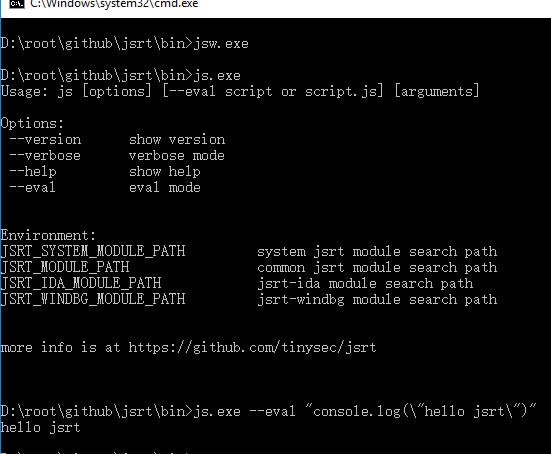 C:\Windows\system32\cmd.exe
D:\root\github\jsrt\bin>jsw.exe
D:\root\github\jsrt\bin>js.exe
Usage: js [options] [--eval script or script.js] [arguments]
Options:
--version show version
--verbose verbose mode
--help show help
--eval eval mode
Environment:
JSRT_SYSTEM_MODULE_PATH system jsrt module search path
JSRT_MODULE_PATH common jsrt module search path
JSRT_IDA_MODULE_PATH jsrt-ida module search path
JSRT_WINDBG_MODULE_PATH jsrt-windbg module search path
more info is at https://github.com/tinysec/jsrt
D:\root\github\jsrt\bin>js.exe --eval "console.log(\"hello jsrt\")"
hello jsrt